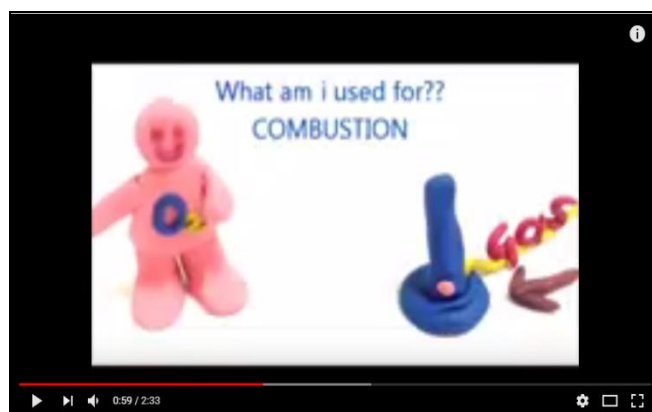 What am i used for??
COMBUSTION
O2
Gas
0:59 / 2:33